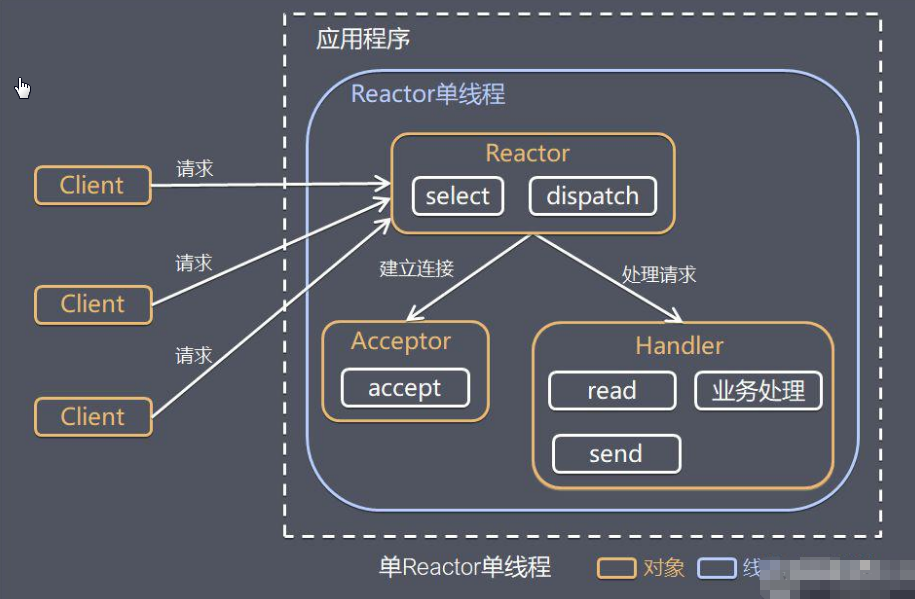 应用程序
Reactor单线程
Reactor
select
dispatch
Client
请求
Client
请求
Client
请求
建立连接
处理请求
Acceptor
accept
Handler
read
业务处理
send
单Reactor单线程
对象
线